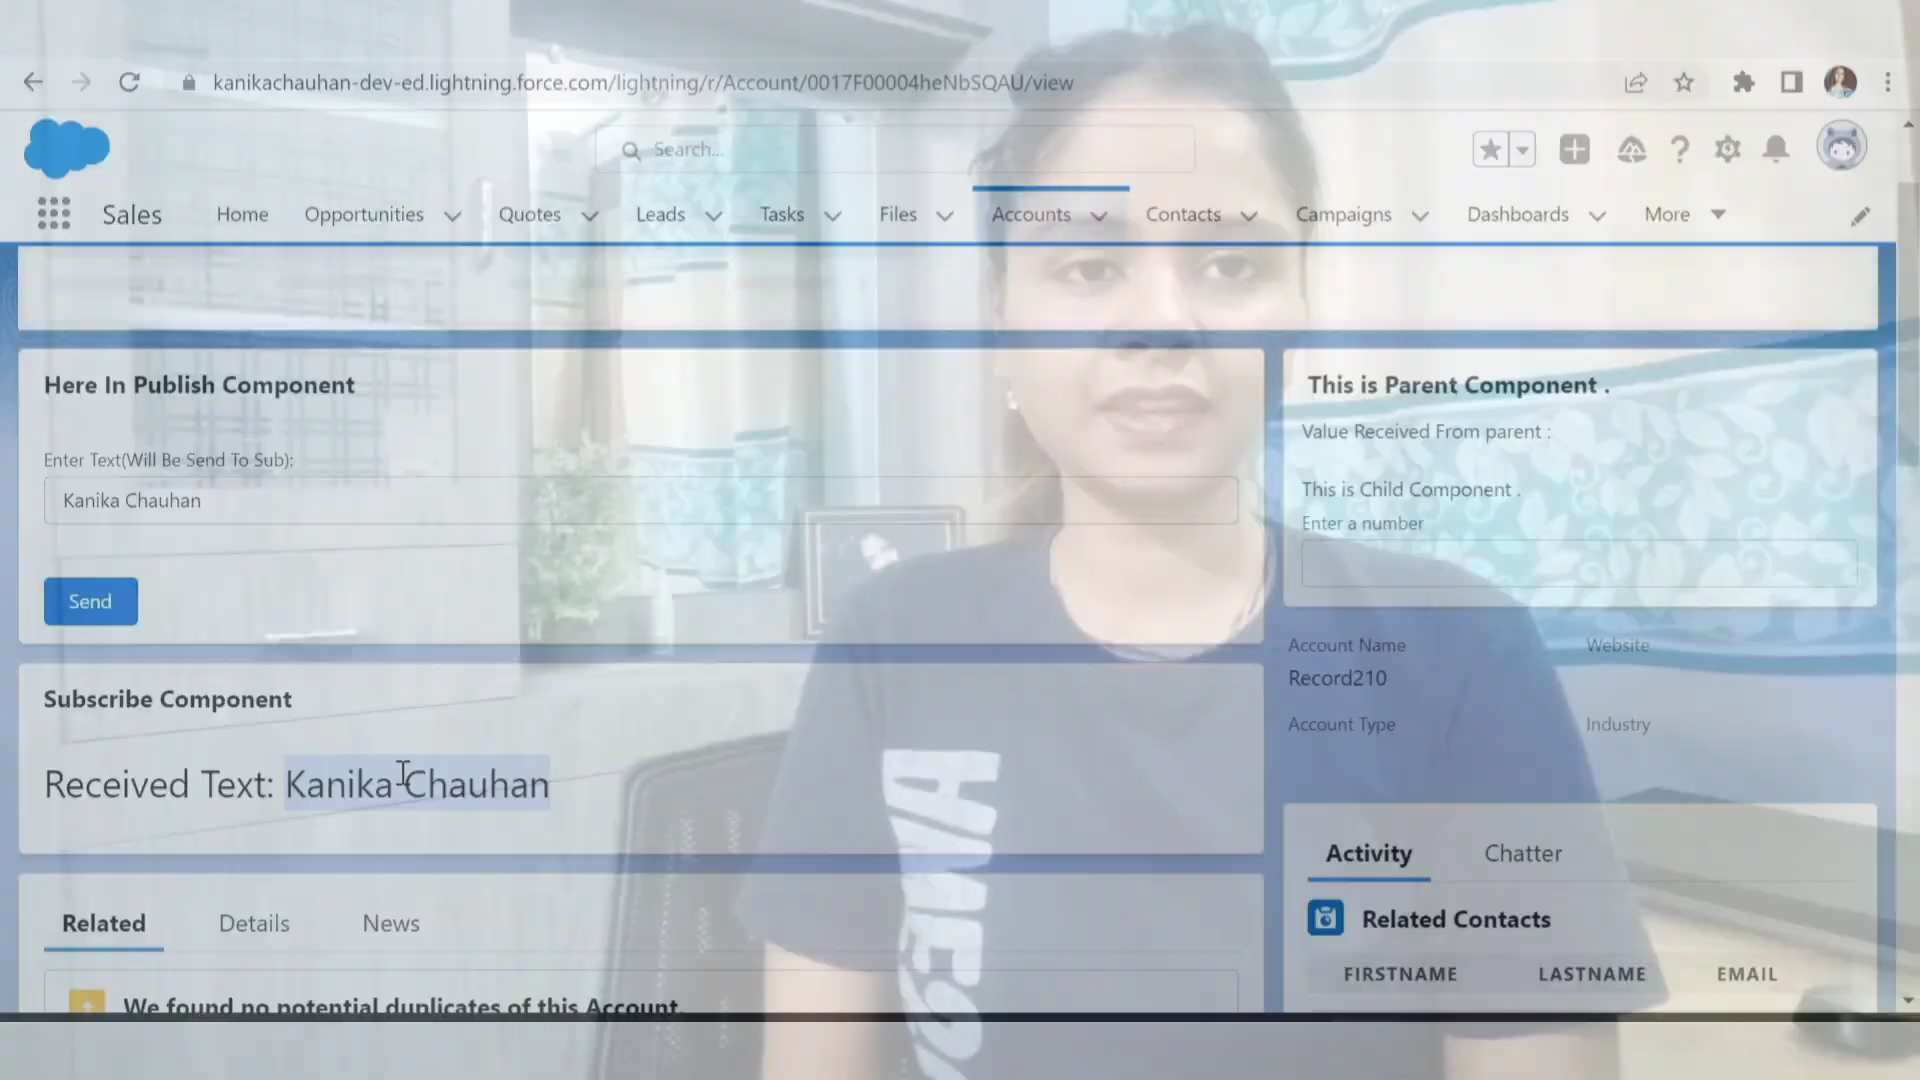 kanikachauhan-dev-ed.lightning.force.com/lightning/r/Account/0017F00004heNbSQAU/view
Search...
Sales Home Opportunities Quotes Leads Tasks Files Accounts Contacts Campaigns Dashboards More
Here In Publish Component
Enter Text(Will Be Send To Sub):
Kanika Chauhan
Send
Subscribe Component
Received Text: Kanika Chauhan
Related Details News
We found no potential duplicates of this Account.
This is Parent Component .
Value Received From parent :
This is Child Component .
Enter a number
Account Name Website
Record210
Account Type Industry
Activity Chatter
Related Contacts
FIRSTNAME LASTNAME EMAIL